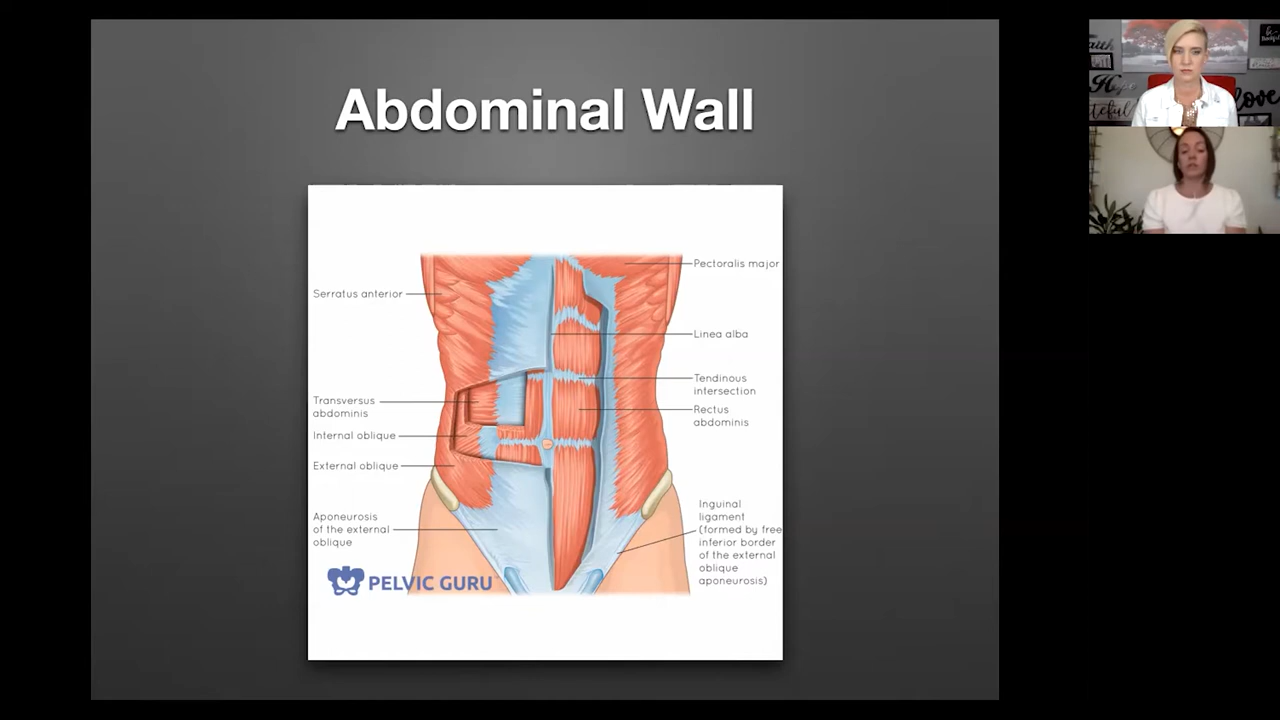 Abdominal Wall
Serratus anterior
Transversus
abdominis
Internal oblique
External oblique
Aponeurosis
of the external
oblique
Pectoralis major
Linea alba
Tendinous
intersection
Rectus
abdominis
Inguinal
ligament
(formed by free
inferior border
of the external
oblique
aponeurosis)
PELVIC GURU
love